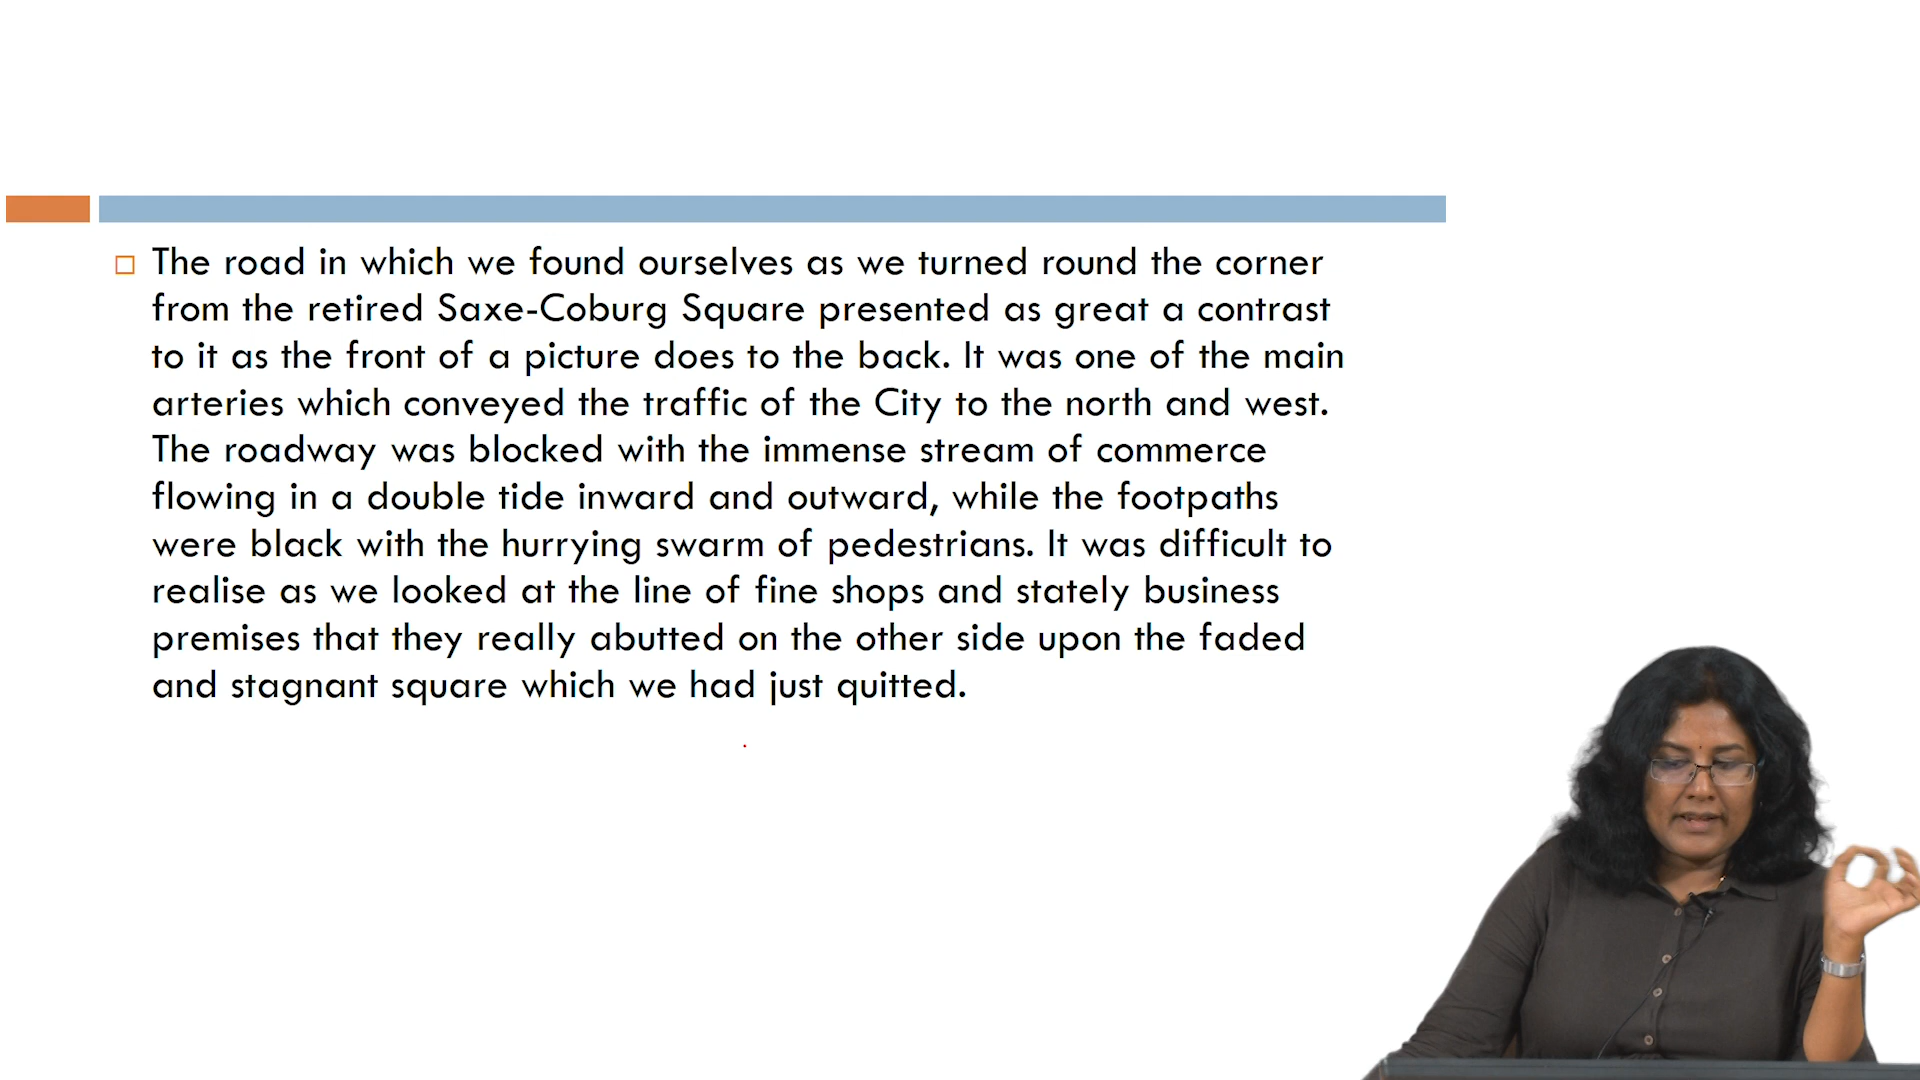 The road in which we found ourselves as we turned round the corner
from the retired Saxe-Coburg Square presented as great a contrast
to it as the front of a picture does to the back. It was one of the main
arteries which conveyed the traffic of the City to the north and west.
The roadway was blocked with the immense stream of commerce
flowing in a double tide inward and outward, while the footpaths
were black with the hurrying swarm of pedestrians. It was difficult to
realise as we looked at the line of fine shops and stately business
premises that they really abutted on the other side upon the faded
and stagnant square which we had just quitted.